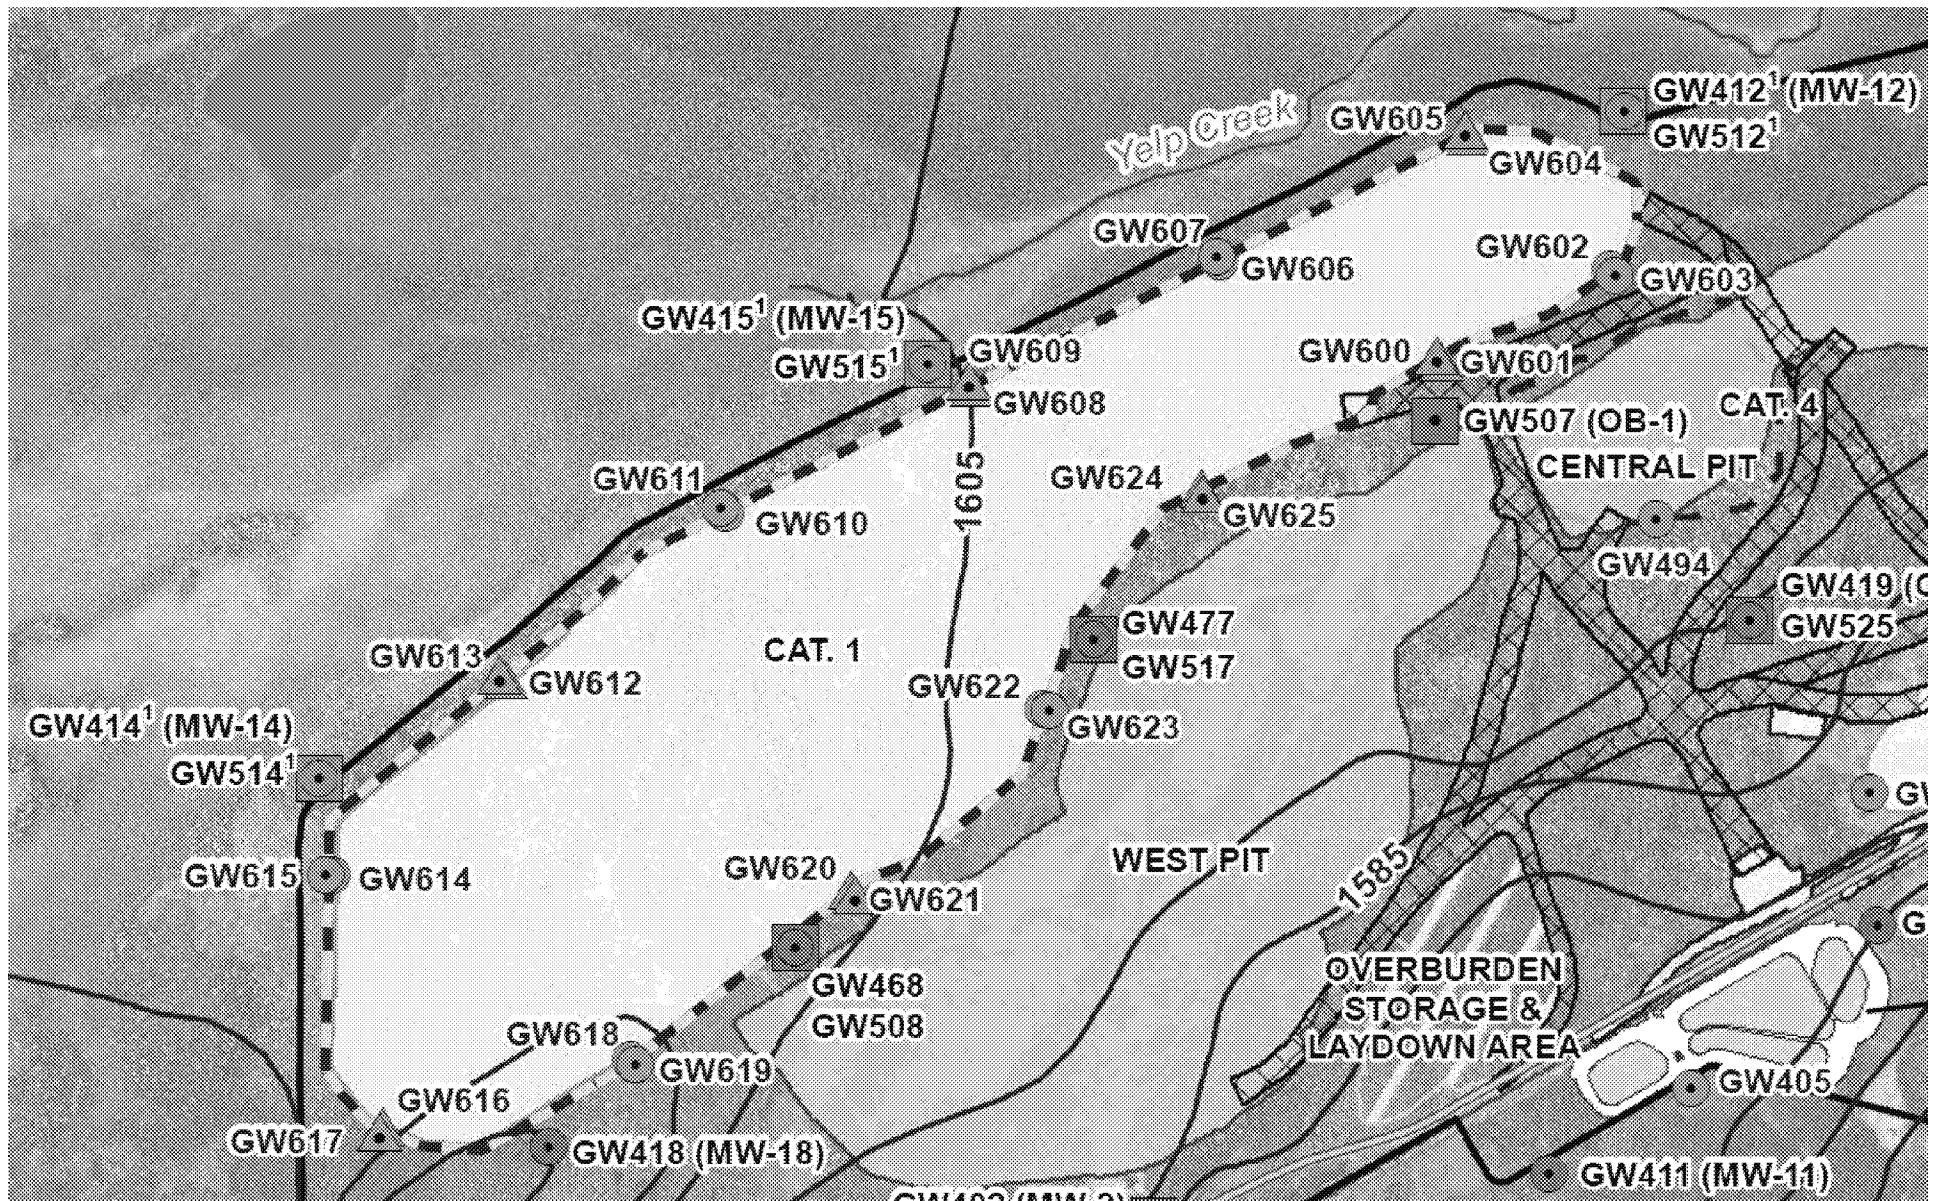 GW412¹ (MW-12)
GW605
Yelp Creek
GW512¹
GW604
GW607
GW602
GW606
GW603
GW415¹ (MW-15)
GW609
GW600
GW601
GW515¹
GW608
CAT. 4
GW507 (OB-1)
GW611
1605
GW624
CENTRAL PIT
GW610
GW625
GW494
GW419 (
GW477
GW525
CAT. 1
GW613
GW517
GW612
GW622
GW414¹ (MW-14)
GW623
GW514¹
GW
GW620
WEST PIT
1585
GW615
GW614
GW621
G
GW468
OVERBURDEN
STORAGE &
LAYDOWN AREA
GW508
GW618
GW619
GW405
GW616
GW617
GW418 (MW-18)
GW411 (MW-11)